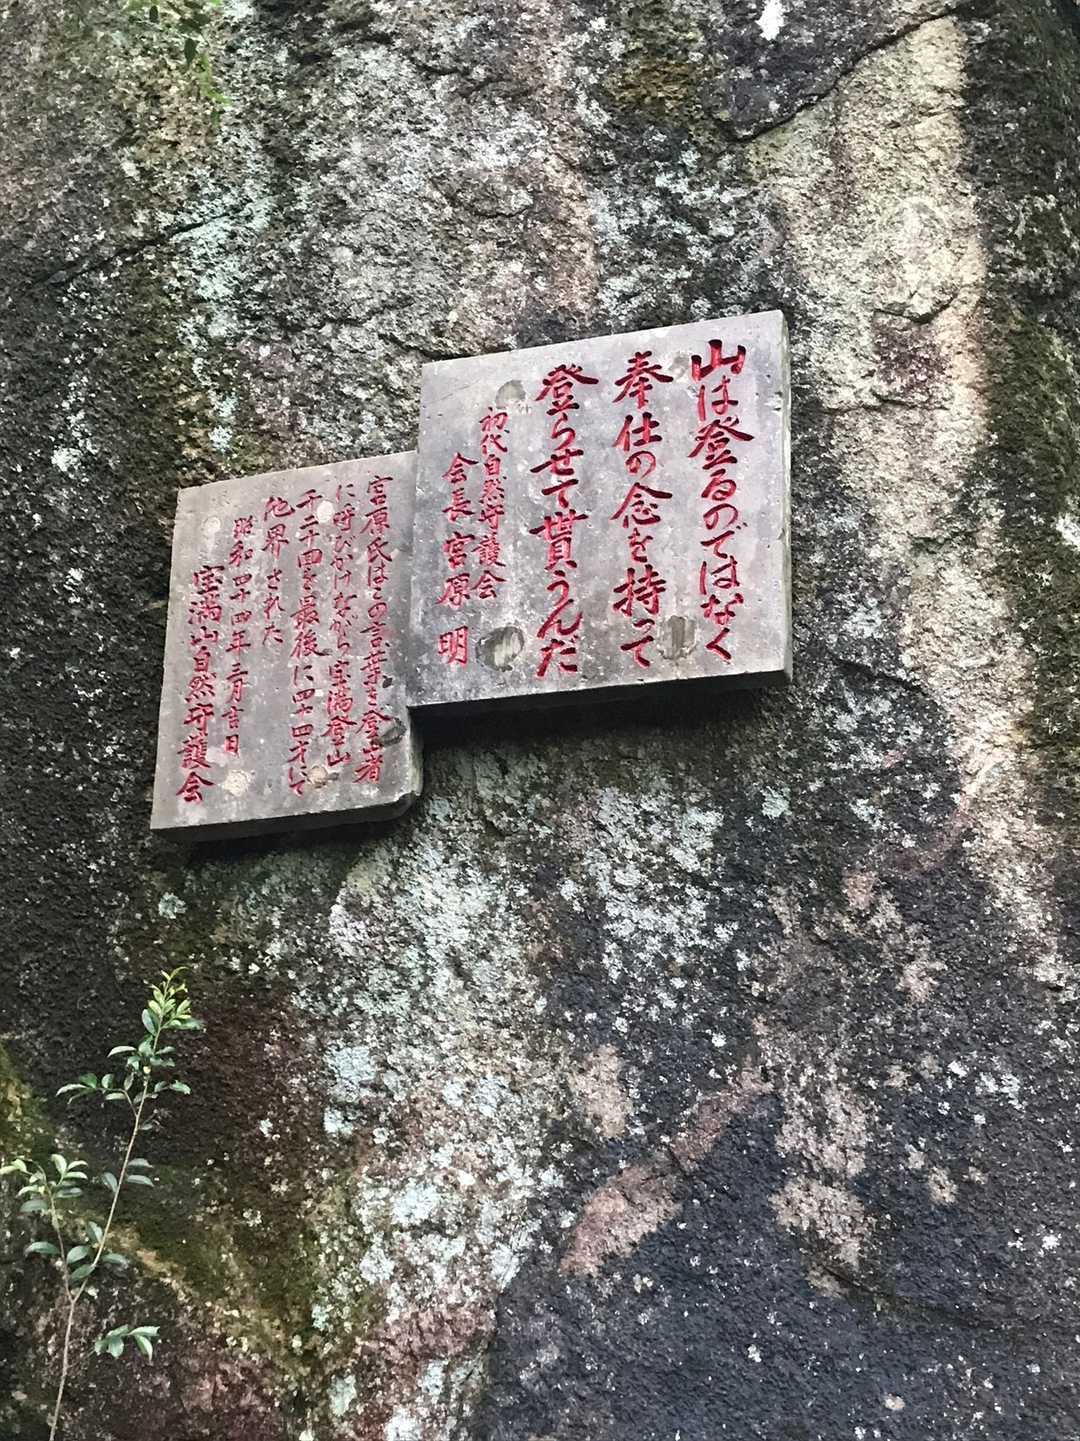 山は登るのではなく
奉仕の念を持って
登らせて貰うんだ
初代自然守護会
会長 宮原 明
宮原氏はこの言葉を登山者
に呼びかけながら宝満登山
千二十四を最後に四十四才にて
他界された
昭和四十四年三月吉日
宝満山自然守護会